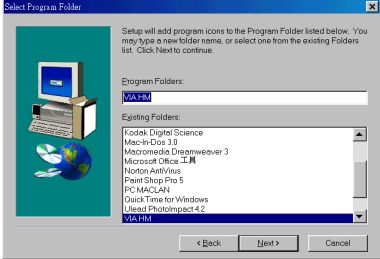 Select Program Folder
Setup will add program icons to the Program Folder listed below. You
may type a new folder name, or select one from the existing Folders
list. Click Next to continue.
Program Folders:
VIA HM
Existing Folders:
Kodak Digital Science
Mac-In-Dos 3.0
Macromedia Dreamweaver 3
Microsoft Office 工具
Norton AntiVirus
Paint Shop Pro 5
PC MACLAN
QuickTime for Windows
Ulead PhotoImpact 4.2
VIA HM
< Back
Next >
Cancel